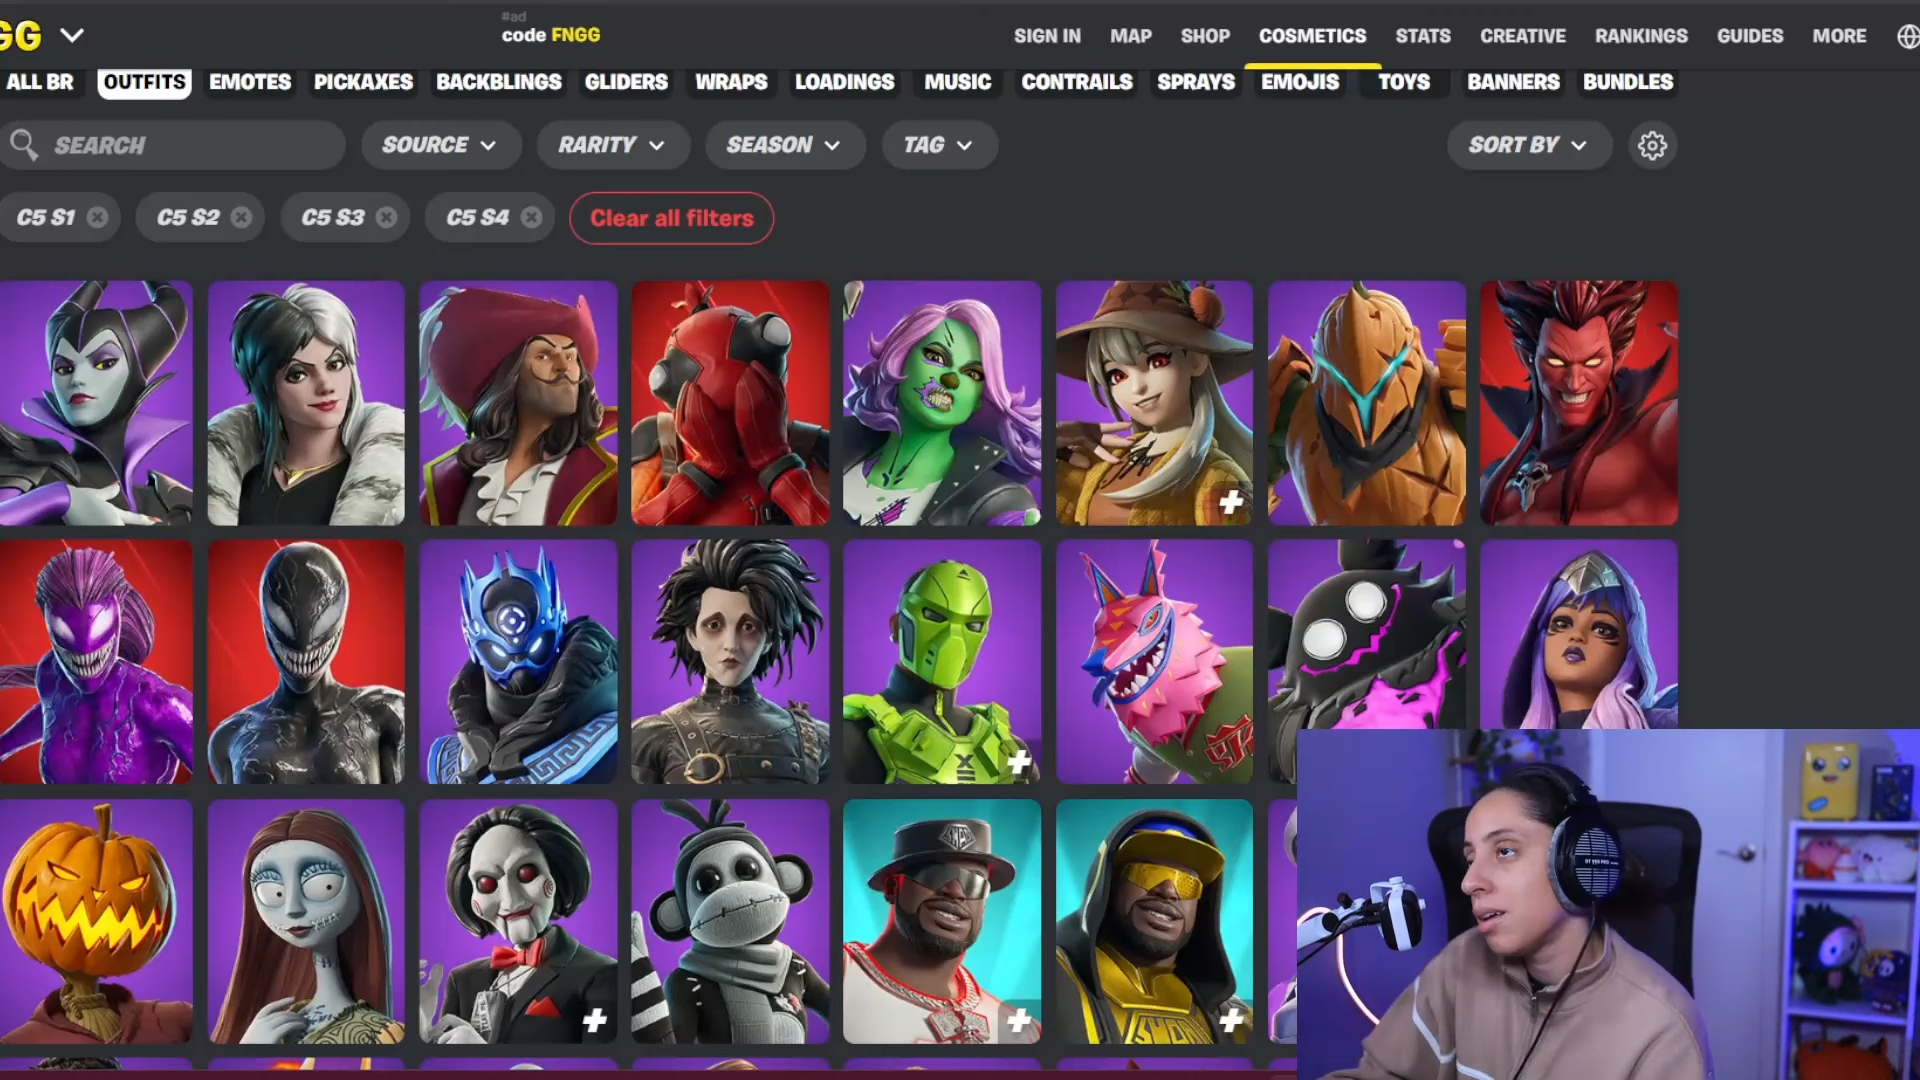 GG
#ad
code FNGG
SIGN IN MAP SHOP COSMETICS STATS CREATIVE RANKINGS GUIDES MORE
ALL BR OUTFITS EMOTES PICKAXES BACKBLINGS GLIDERS WRAPS LOADINGS MUSIC CONTRAILS SPRAYS EMOJIS TOYS BANNERS BUNDLES
SEARCH SOURCE RARITY SEASON TAG SORT BY
C5 S1 C5 S2 C5 S3 C5 S4 Clear all filters